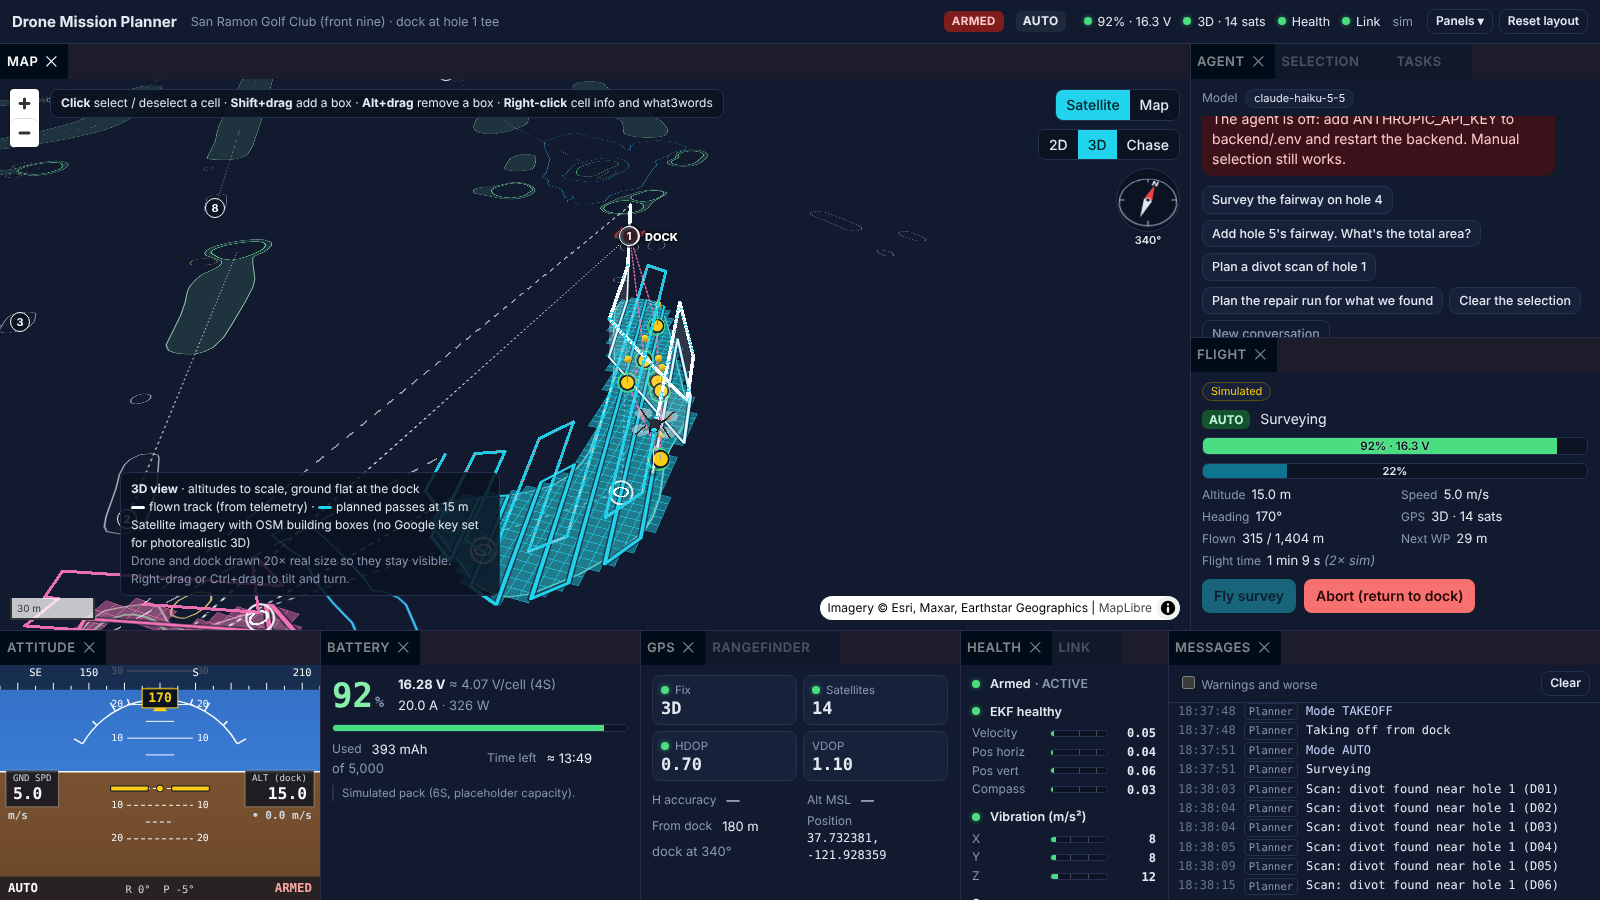 Drone Mission Planner San Ramon Golf Club (front nine) · dock at hole 1 tee
ARMED AUTO 92% · 16.3 V 3D · 14 sats Health Link sim Panels ▾ Reset layout
MAP
+
−
Click select / deselect a cell · Shift+drag add a box · Alt+drag remove a box · Right-click cell info and what3words
Satellite Map
2D 3D Chase
N
340°
8
1 DOCK
3
3D view · altitudes to scale, ground flat at the dock
flown track (from telemetry) · planned passes at 15 m
Satellite imagery with OSM building boxes (no Google key set
for photorealistic 3D)
Drone and dock drawn 20× real size so they stay visible.
Right-drag or Ctrl+drag to tilt and turn.
30 m
Imagery © Esri, Maxar, Earthstar Geographics | MapLibre
AGENT SELECTION TASKS
Model claude-haiku-5-5
The agent is off: add ANTHROPIC_API_KEY to
backend/.env and restart the backend. Manual
selection still works.
Survey the fairway on hole 4
Add hole 5's fairway. What's the total area?
Plan a divot scan of hole 1
Plan the repair run for what we found Clear the selection
New conversation
FLIGHT
Simulated
AUTO Surveying
92% · 16.3 V
22%
Altitude 15.0 m Speed 5.0 m/s
Heading 170° GPS 3D · 14 sats
Flown 315 / 1,404 m Next WP 29 m
Flight time 1 min 9 s (2× sim)
Fly survey Abort (return to dock)
ATTITUDE
SE 150 30 S 30 210
170
20 20
10 10
GND SPD
5.0
m/s
ALT (dock)
15.0
• 0.0 m/s
10 10
20 20
AUTO R 0° P -5° ARMED
BATTERY
92% 16.28 V ≈ 4.07 V/cell (4S)
20.0 A · 326 W
Used 393 mAh
of 5,000
Time left ≈ 13:49
Simulated pack (6S, placeholder capacity).
GPS RANGEFINDER
Fix
3D
Satellites
14
HDOP
0.70
VDOP
1.10
H accuracy —
Alt MSL —
From dock 180 m
Position
37.732381,
-121.928359
dock at 340°
HEALTH LINK
Armed · ACTIVE
EKF healthy
Velocity 0.05
Pos horiz 0.04
Pos vert 0.06
Compass 0.03
Vibration (m/s²)
X 8
Y 8
Z 12
MESSAGES
Warnings and worse Clear
18:37:48 Planner Mode TAKEOFF
18:37:48 Planner Taking off from dock
18:37:51 Planner Mode AUTO
18:37:51 Planner Surveying
18:38:03 Planner Scan: divot found near hole 1 (D01)
18:38:04 Planner Scan: divot found near hole 1 (D02)
18:38:04 Planner Scan: divot found near hole 1 (D03)
18:38:05 Planner Scan: divot found near hole 1 (D04)
18:38:09 Planner Scan: divot found near hole 1 (D05)
18:38:15 Planner Scan: divot found near hole 1 (D06)